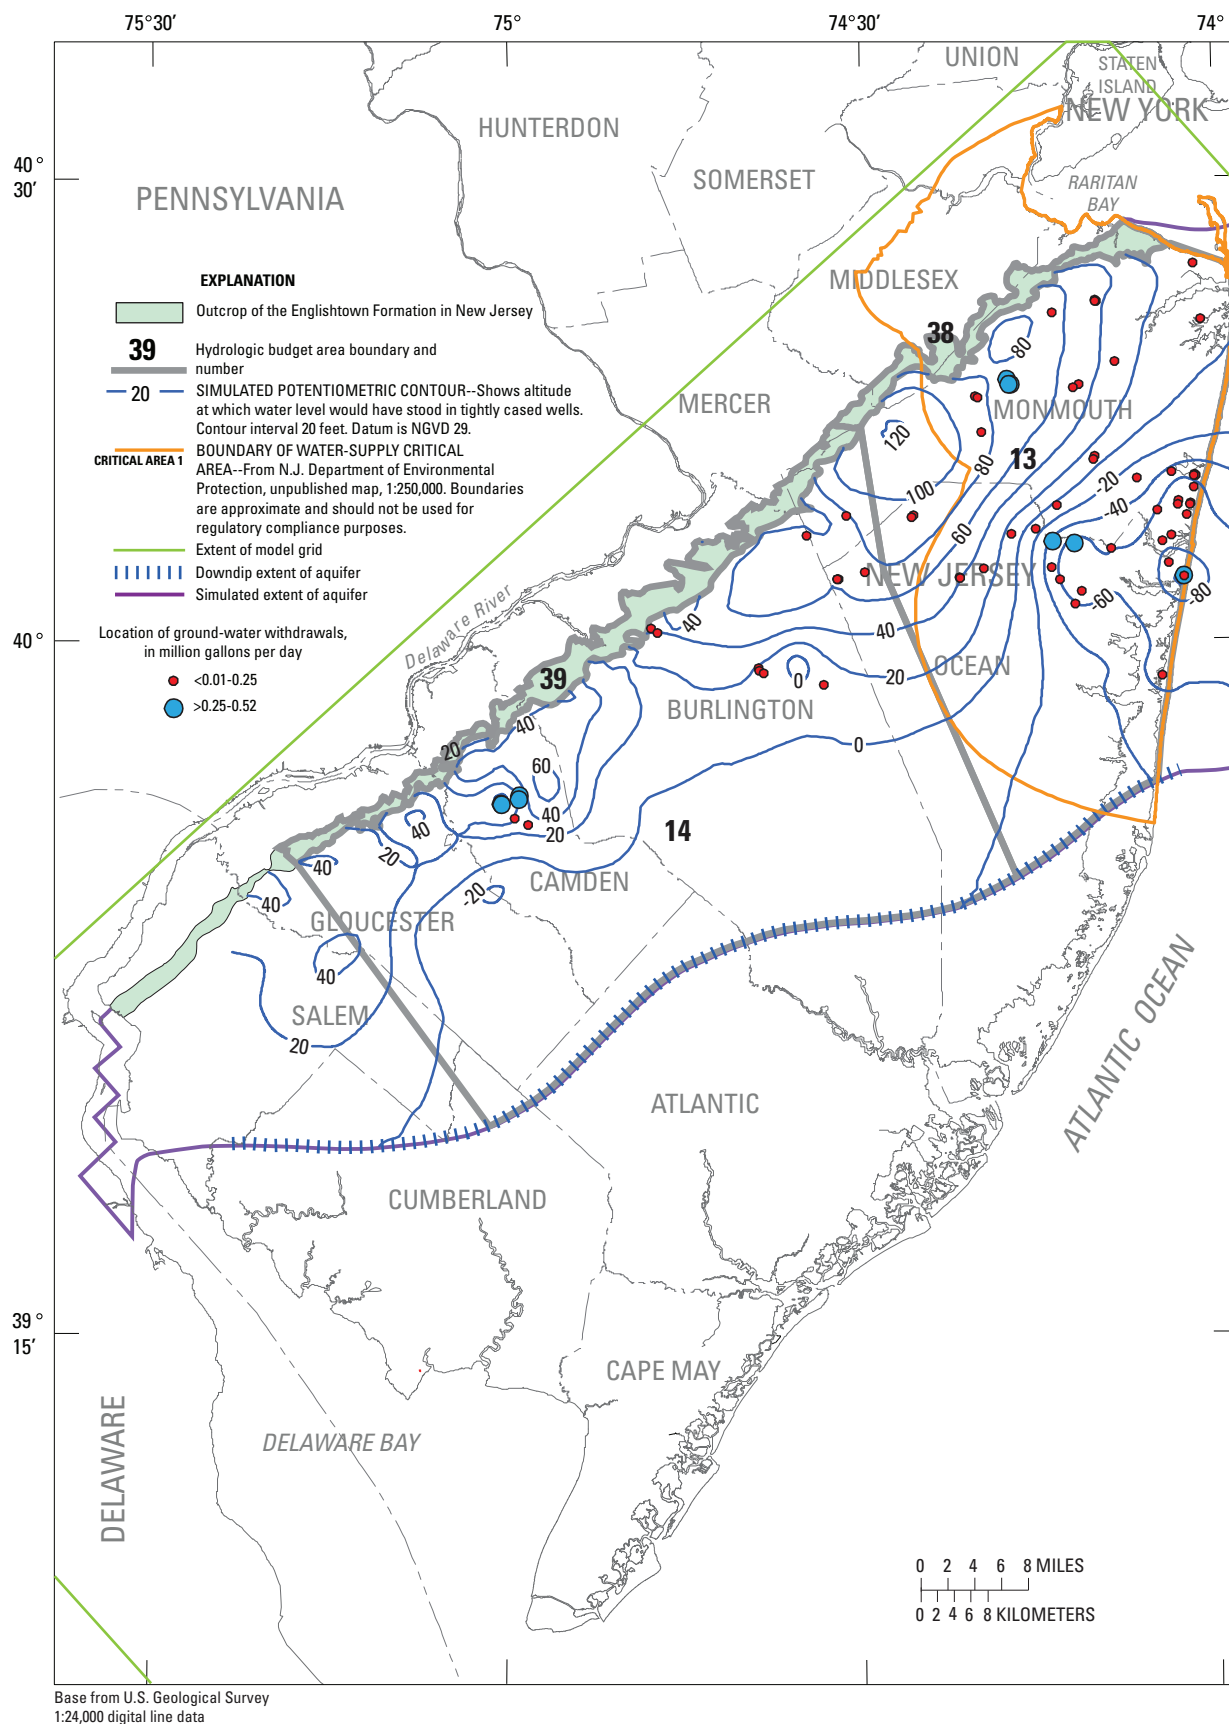 75°30’
75°
74°30’
74°
UNION
STATEN
ISLAND
NEW YORK
HUNTERDON
40°
30’
SOMERSET
RARITAN
BAY
PENNSYLVANIA
MIDDLESEX
EXPLANATION
Outcrop of the Englishtown Formation in New Jersey
39
Hydrologic budget area boundary and
number
20
SIMULATED POTENTIOMETRIC CONTOUR--Shows altitude
at which water level would have stood in tightly cased wells.
Contour interval 20 feet. Datum is NGVD 29.
CRITICAL AREA 1
BOUNDARY OF WATER-SUPPLY CRITICAL
AREA--From N.J. Department of Environmental
Protection, unpublished map, 1:250,000. Boundaries
are approximate and should not be used for
regulatory compliance purposes.
Extent of model grid
Downdip extent of aquifer
Simulated extent of aquifer
Location of ground-water withdrawals,
in million gallons per day
<0.01-0.25
>0.25-0.52
38
80
MERCER
MONMOUTH
120
13
80
100
-20
-40
60
NEW JERSEY
-60
-80
Delaware River
40°
40
40
39
OCEAN
0
20
BURLINGTON
40
0
20
60
40
20
14
40
20
40
CAMDEN
-20
40
GLOUCESTER
40
SALEM
20
ATLANTIC OCEAN
ATLANTIC
CUMBERLAND
39°
15’
CAPE MAY
DELAWARE
DELAWARE BAY
0 2 4 6 8 MILES
0 2 4 6 8 KILOMETERS
Base from U.S. Geological Survey
1:24,000 digital line data